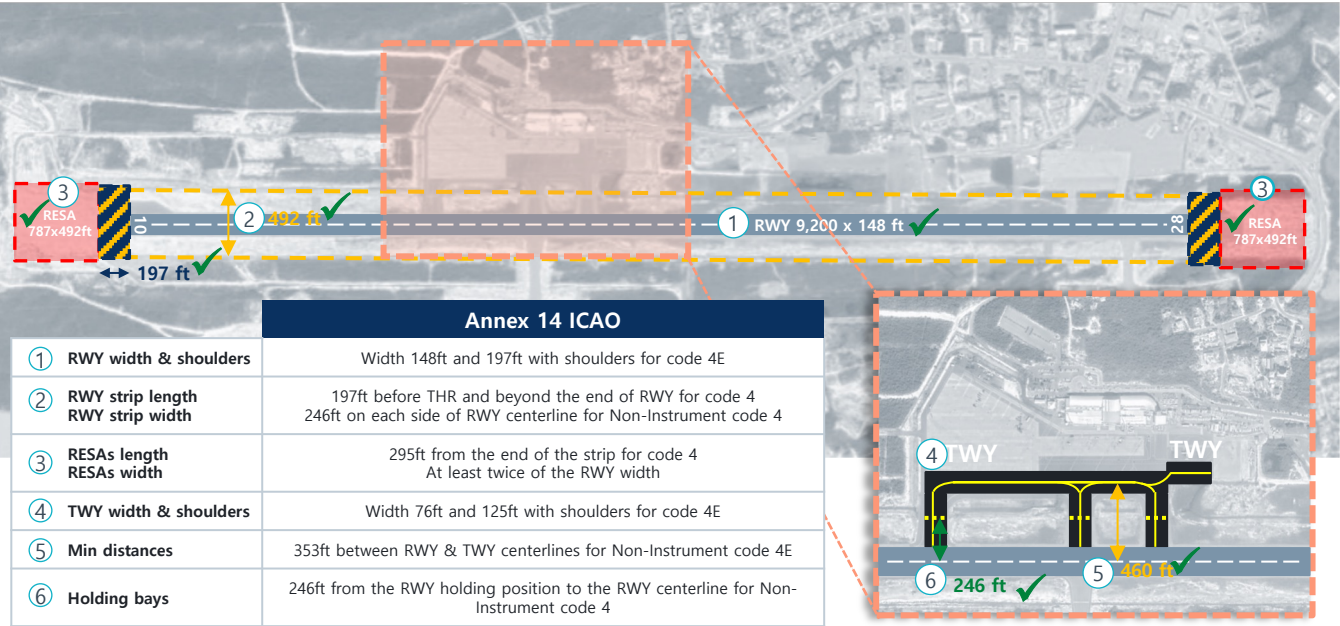 3
RESA
787x492ft
10
197 ft
2
492 ft
1
RWY 9,200 x 148 ft
28
3
RESA
787x492ft
Annex 14 ICAO
1
RWY width & shoulders
Width 148ft and 197ft with shoulders for code 4E
2
RWY strip length
RWY strip width
197ft before THR and beyond the end of RWY for code 4
246ft on each side of RWY centerline for Non-Instrument code 4
3
RESAs length
RESAs width
295ft from the end of the strip for code 4
At least twice of the RWY width
4
TWY width & shoulders
Width 76ft and 125ft with shoulders for code 4E
5
Min distances
353ft between RWY & TWY centerlines for Non-Instrument code 4E
6
Holding bays
246ft from the RWY holding position to the RWY centerline for Non-
Instrument code 4
4
TWY
TWY
6
246 ft
5
460 ft